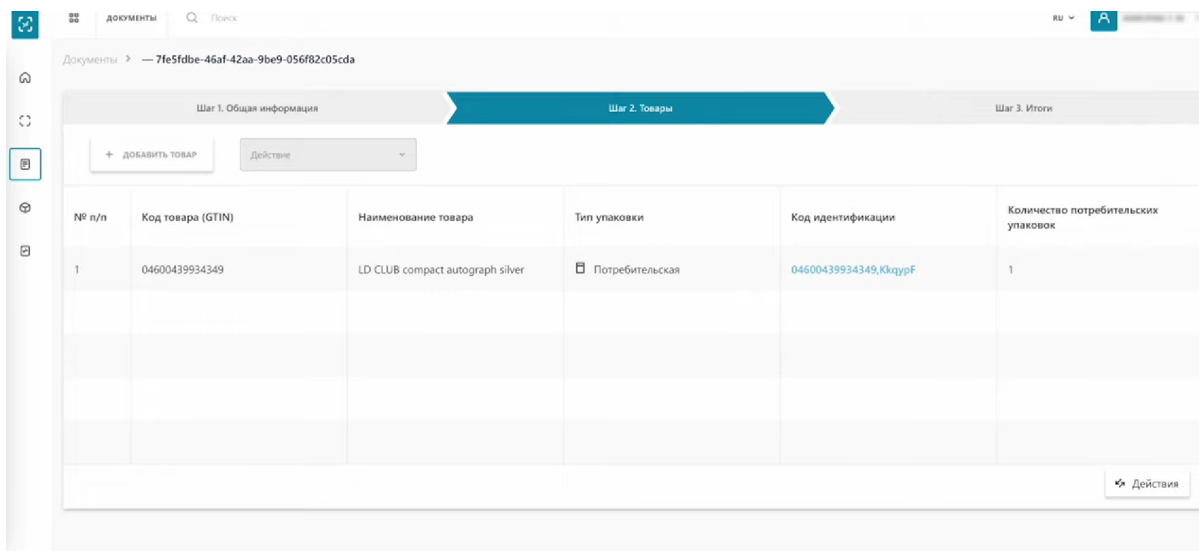 ДОКУМЕНТЫ
Поиск
RU
Документы > — 7fe5fdbe-46af-42aa-9be9-056f82c05cda
Шаг 1. Общая информация
Шаг 2. Товары
Шаг 3. Итоги
+ ДОБАВИТЬ ТОВАР
Действие
№ п/п
Код товара (GTIN)
Наименование товара
Тип упаковки
Код идентификации
Количество потребительских
упаковок
1
04600439934349
LD CLUB compact autograph silver
Потребительская
04600439934349,KkqypF
1
Действия